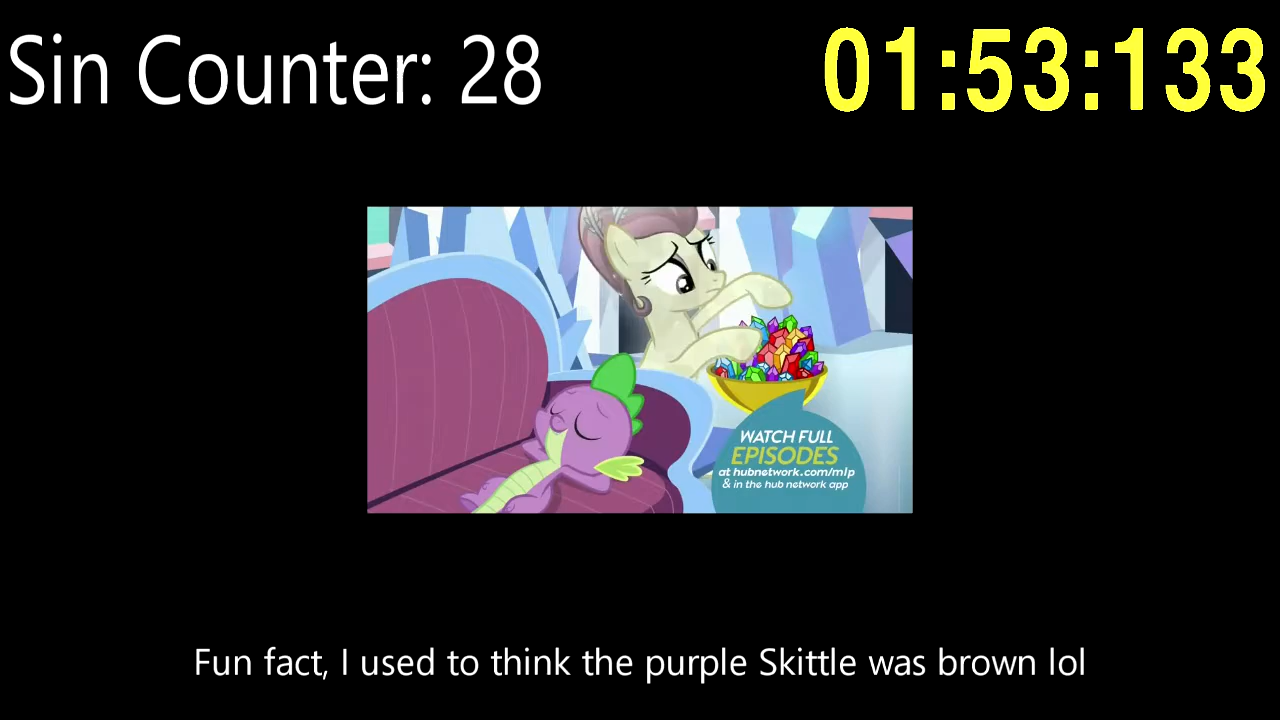 Sin Counter: 28
01:53:133
WATCH FULL
EPISODES
at hubnetwork.com/mlp
& in the hub network app
Fun fact, I used to think the purple Skittle was brown lol